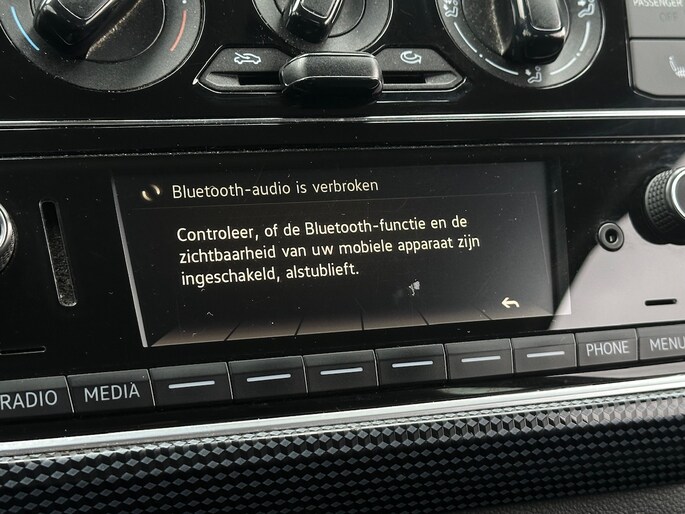 PASSENGER
OFF
Bluetooth-audio is verbroken
Controleer, of de Bluetooth-functie en de
zichtbaarheid van uw mobiele apparaat zijn
ingeschakeld, alstublieft.
RADIO
MEDIA
PHONE
MENU